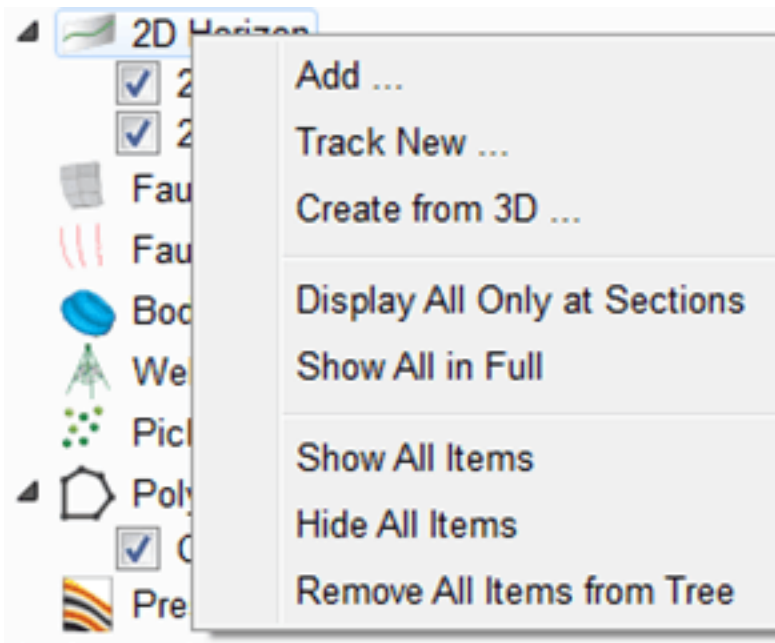 2D Horizon
Add ...
Track New ...
Create from 3D ...
Display All Only at Sections
Show All in Full
Show All Items
Hide All Items
Remove All Items from Tree